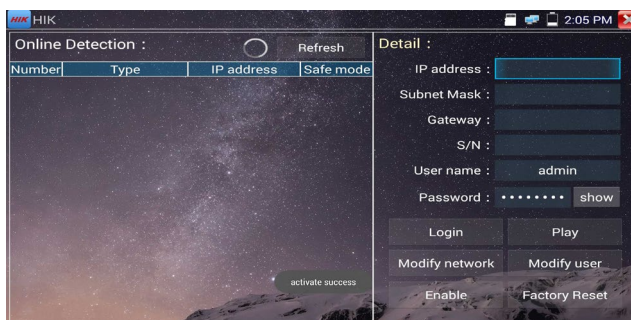 HIK HIK 2:05 PM
Online Detection : Refresh
Number Type IP address Safe mode
activate success
Detail :
IP address :
Subnet Mask :
Gateway :
S/N :
User name : admin
Password : •••••••• show
Login Play
Modify network Modify user
Enable Factory Reset